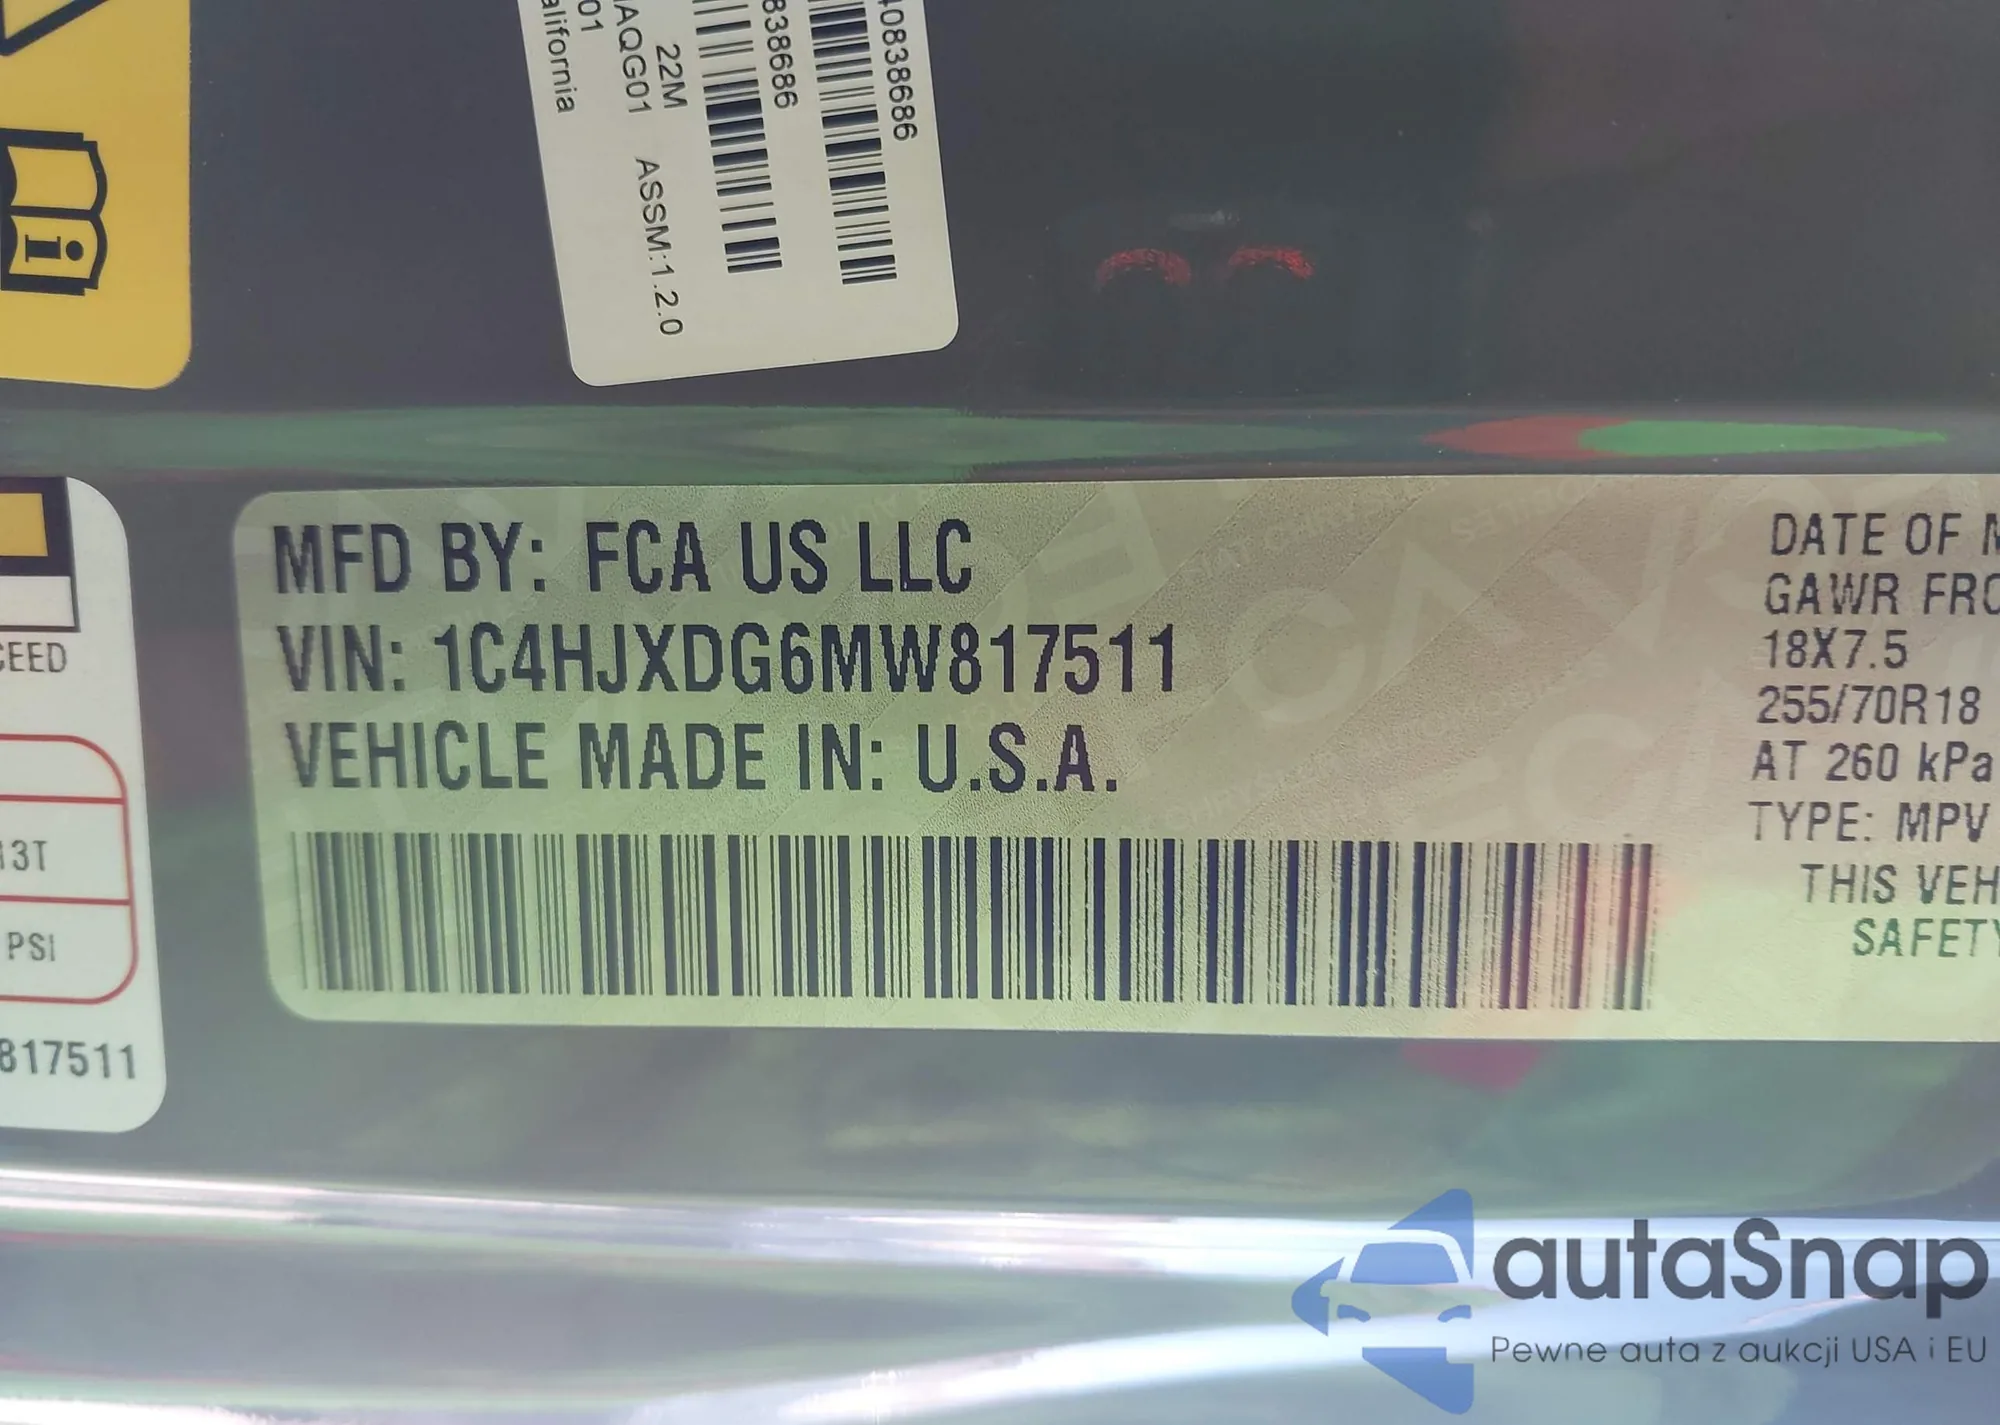 40838686
838686
22M
AQG01 ASSM:1.2.0
01
alifornia
i
CEED
13T
PSI
817511
MFD BY: FCA US LLC
VIN: 1C4HJXDG6MW817511
VEHICLE MADE IN: U.S.A.
DATE OF M
GAWR FRO
18X7.5
255/70R18
AT 260 kPa
TYPE: MPV
THIS VEH
SAFETY
autaSnap
Pewne auta z aukcji USA i EU